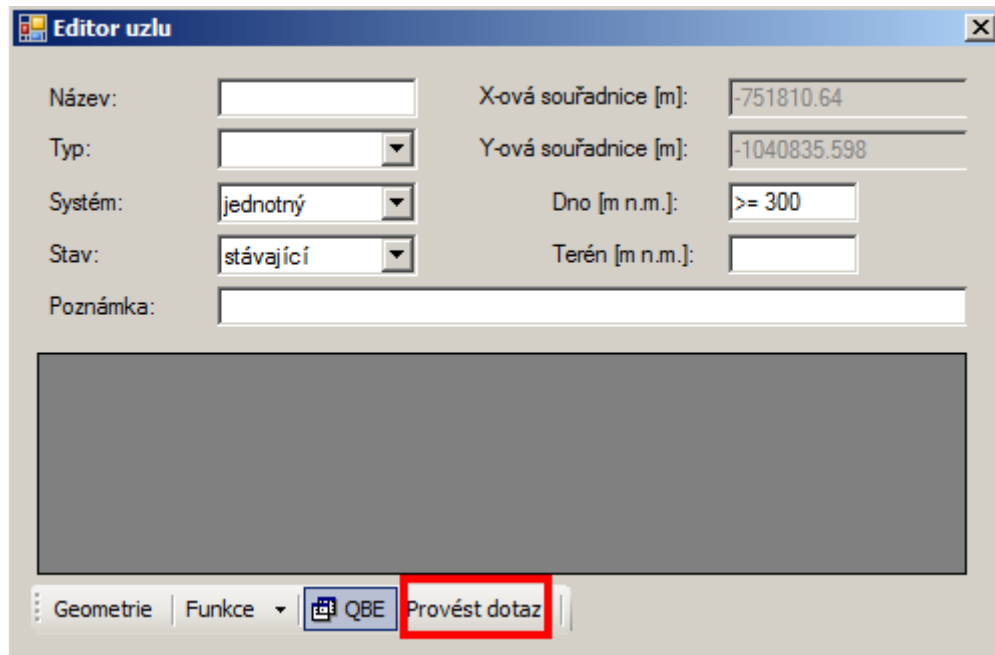 Editor uzlu
Název: X-ová souřadnice [m]: -751810.64
Typ: Y-ová souřadnice [m]: -1040835.598
Systém: jednotný Dno [m n.m.]: >= 300
Stav: stávající Terén [m n.m.]:
Poznámka:
Geometrie Funkce QBE Provést dotaz